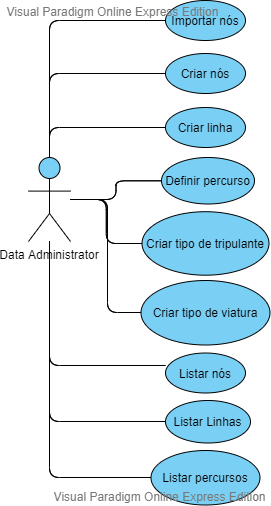 Visual Paradigm Online Express Edition
Importar nós
Criar nós
Criar linha
Definir percurso
Criar tipo de tripulante
Data Administrator
Criar tipo de viatura
Listar nós
Listar Linhas
Listar percursos
Visual Paradigm Online Express Edition